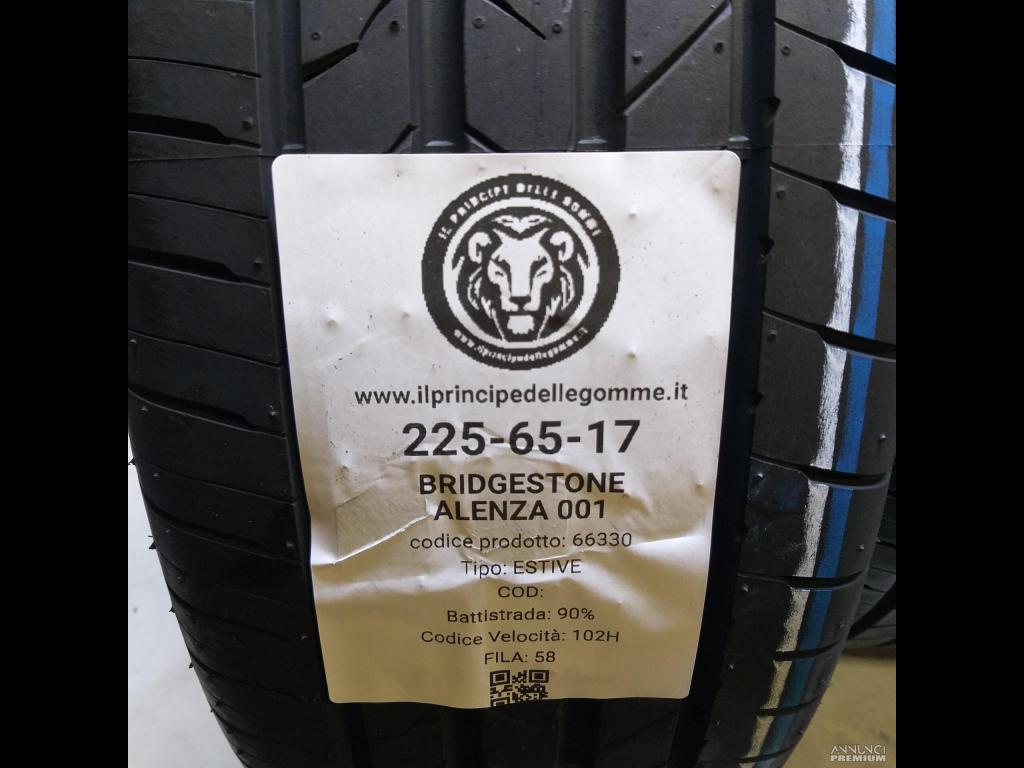 IL PRINCIPE DELLE GOMME
www.ilprincipedellegomme.it
www.ilprincipedellegomme.it
225-65-17
BRIDGESTONE
ALENZA 001
codice prodotto: 66330
Tipo: ESTIVE
COD:
Battistrada: 90%
Codice Velocità: 102H
FILA: 58
ANNUNCI
PREMIUM